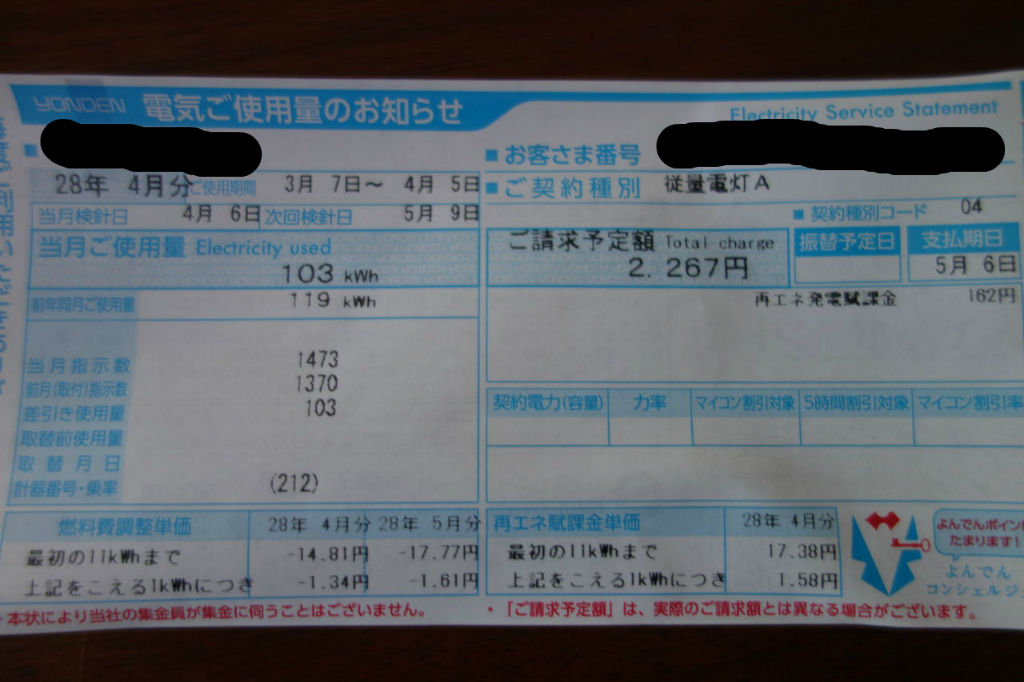 YONDEN 電気ご使用量のお知らせ
Electricity Service Statement
■
■ お客さま番号
28年 4月分 ご使用期間 3月 7日～ 4月 5日
■ ご契約種別 従量電灯A
当月検針日 4月 6日 次回検針日 5月 9日
■ 契約種別コード 04
当月ご使用量 Electricity used
103 kWh
前年同月ご使用量 119 kWh
当月指示数 1473
前月(取付)指示数 1370
差引き使用量 103
取替前使用量
取替月日
計器番号・乗率 (212)
ご請求予定額 Total charge
2. 267円
振替予定日
支払期日
5月 6日
再エネ発電賦課金 162円
契約電力(容量) 力率 マイコン割引対象 5時間割引対象 マイコン割引率
燃料費調整単価 28年 4月分 28年 5月分
最初の11kWhまで -14.81円 -17.77円
上記をこえる1kWhにつき -1.34円 -1.61円
再エネ賦課金単価 28年 4月分
最初の11kWhまで 17.38円
上記をこえる1kWhにつき 1.58円
よんでんポイン
たまります!
よんでん
コンシェルジ
・本状により当社の集金員が集金に伺うことはございません。
・「ご請求予定額」は、実際のご請求額とは異なる場合がございます。